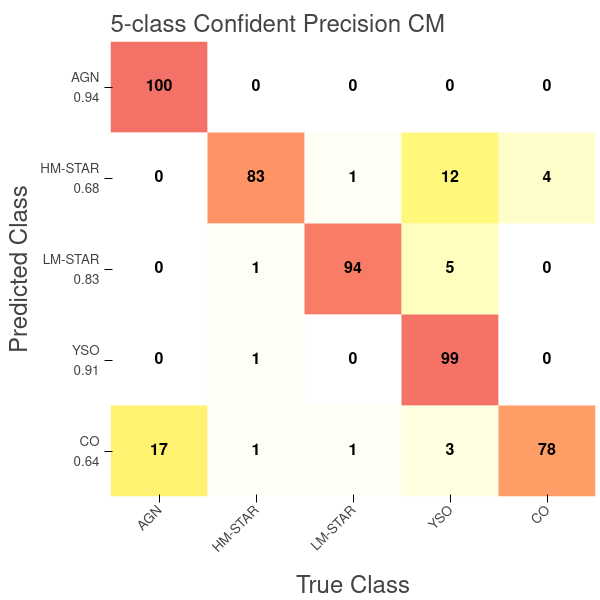 5-class Confident Precision CM
Predicted Class
AGN
0.94
100 0 0 0 0
HM-STAR
0.68
0 83 1 12 4
LM-STAR
0.83
0 1 94 5 0
YSO
0.91
0 1 0 99 0
CO
0.64
17 1 1 3 78
AGN HM-STAR LM-STAR YSO CO
True Class